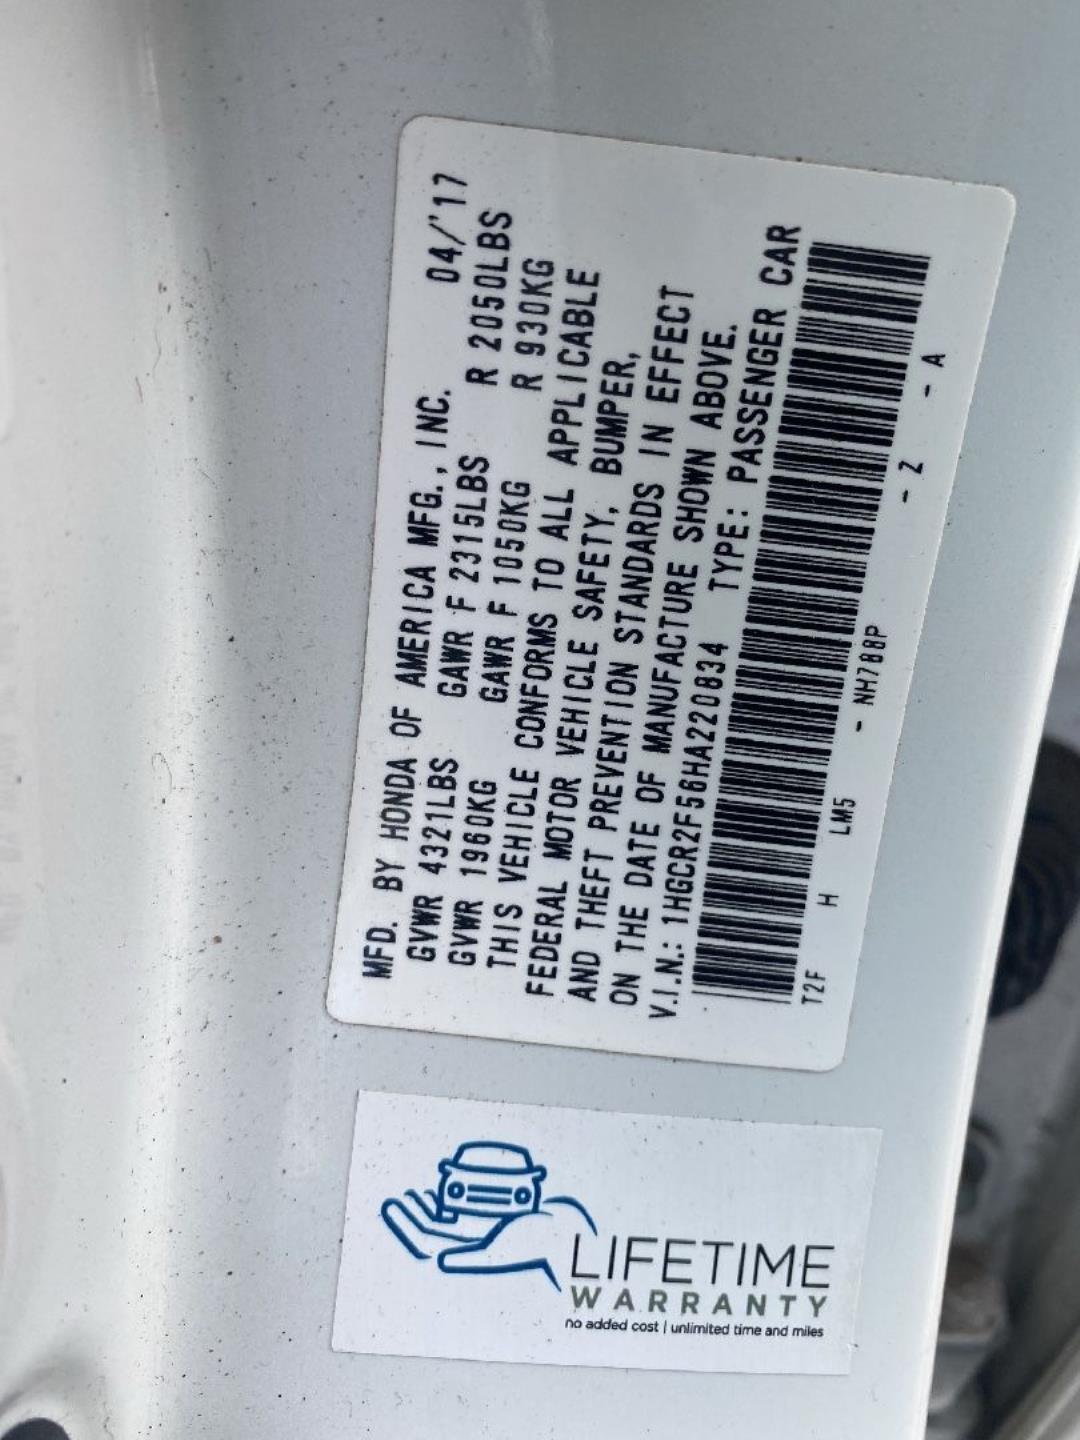 MFD. BY HONDA OF AMERICA MFG., INC. 04/'17
GVWR 4321LBS GAWR F 2315LBS R 2050LBS
GVWR 1960KG GAWR F 1050KG R 930KG
THIS VEHICLE CONFORMS TO ALL APPLICABLE
FEDERAL MOTOR VEHICLE SAFETY, BUMPER,
AND THEFT PREVENTION STANDARDS IN EFFECT
ON THE DATE OF MANUFACTURE SHOWN ABOVE.
V.I.N.: 1HGCR2F56HA220834 TYPE: PASSENGER CAR
T2F H LM5 - NH788P - Z - A
LIFETIME
WARRANTY
no added cost | unlimited time and miles